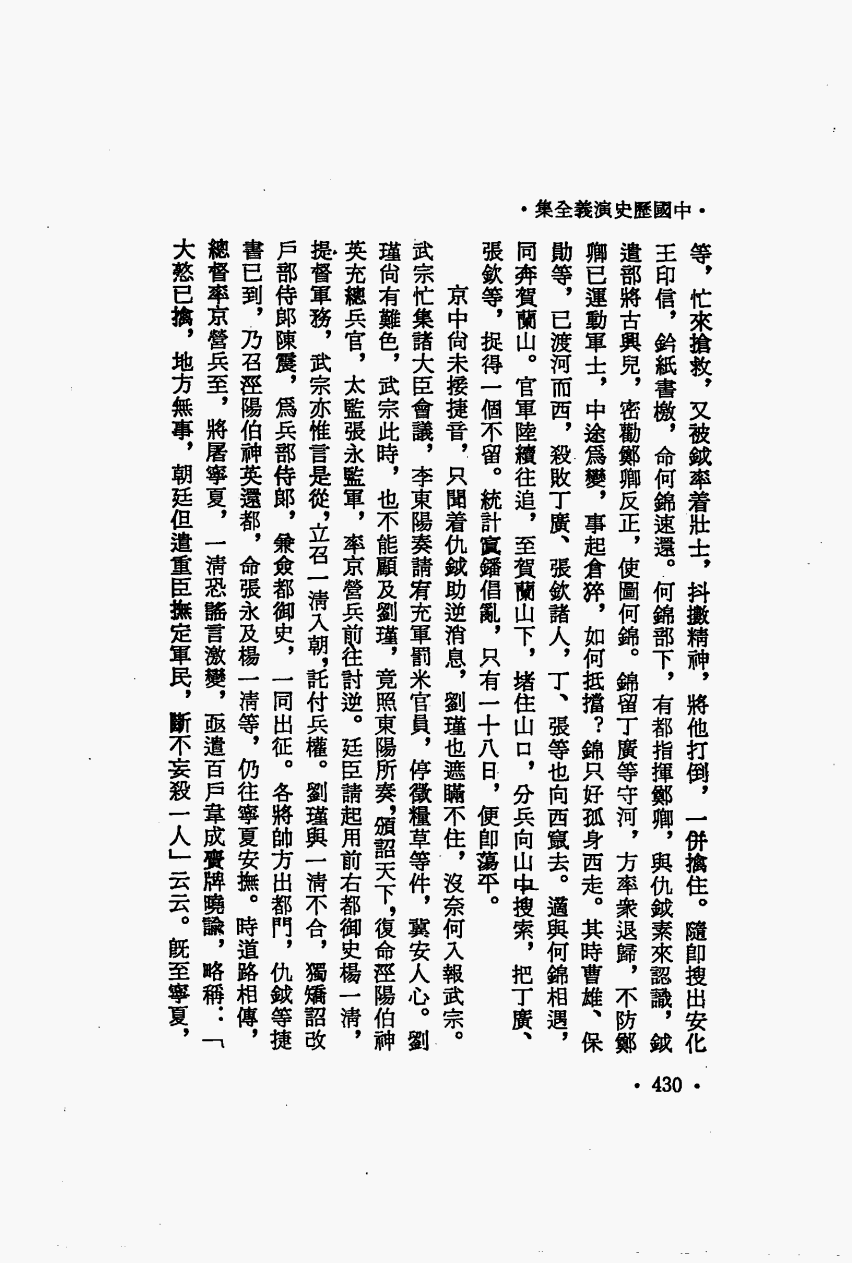 •中國歷史演義全集•
等，忙來搶救，又被鉞率着壯士，抖擻精神，將他打倒，一併擒住。隨卽搜出安化
王印信，鈐紙書檄，命何錦速還。何錦部下，有都指揮鄭卿，與仇鉞素來認識，鉞
遣部將古興兒，密勸鄭卿反正，使圖何錦。錦留丁廣等守河，方率衆退歸，不防鄭
卿已運動軍士，中途爲變，事起倉猝，如何抵擋？錦只好孤身西走。其時曹雄、保
勛等，已渡河而西，殺敗丁廣、張欽諸人，丁、張等也向西竄去。適與何錦相遇，
同奔賀蘭山。官軍陸續往追，至賀蘭山下，堵住山口，分兵向山中搜索，把丁廣、
張欽等，捉得一個不留。統計寘鐇倡亂，只有一十八日，便卽蕩平。
京中尙未接捷音，只聞着仇鉞助逆消息，劉瑾也遮瞞不住，沒奈何入報武宗。
武宗忙集諸大臣會議，李東陽奏請宥充軍罰米官員，停徵糧草等件，冀安人心。劉
瑾尙有難色，武宗此時，也不能顧及劉瑾，竟照東陽所奏，頒詔天下，復命涇陽伯神
英充總兵官，太監張永監軍，率京營兵前往討逆。廷臣請起用前右都御史楊一淸，
提督軍務，武宗亦惟言是從，立召一淸入朝，託付兵權。劉瑾與一淸不合，獨矯詔改
戶部侍郎陳震，爲兵部侍郎，兼僉都御史，一同出征。各將帥方出都門，仇鉞等捷
書已到，乃召涇陽伯神英還都，命張永及楊一淸等，仍往寧夏安撫。時道路相傳，
總督率京營兵至，將屠寧夏，一淸恐謠言激變，亟遣百戶韋成齎牌曉諭，略稱：「
大憝已擒，地方無事，朝廷但遣重臣撫定軍民，斷不妄殺一人」云云。旣至寧夏，
•430•